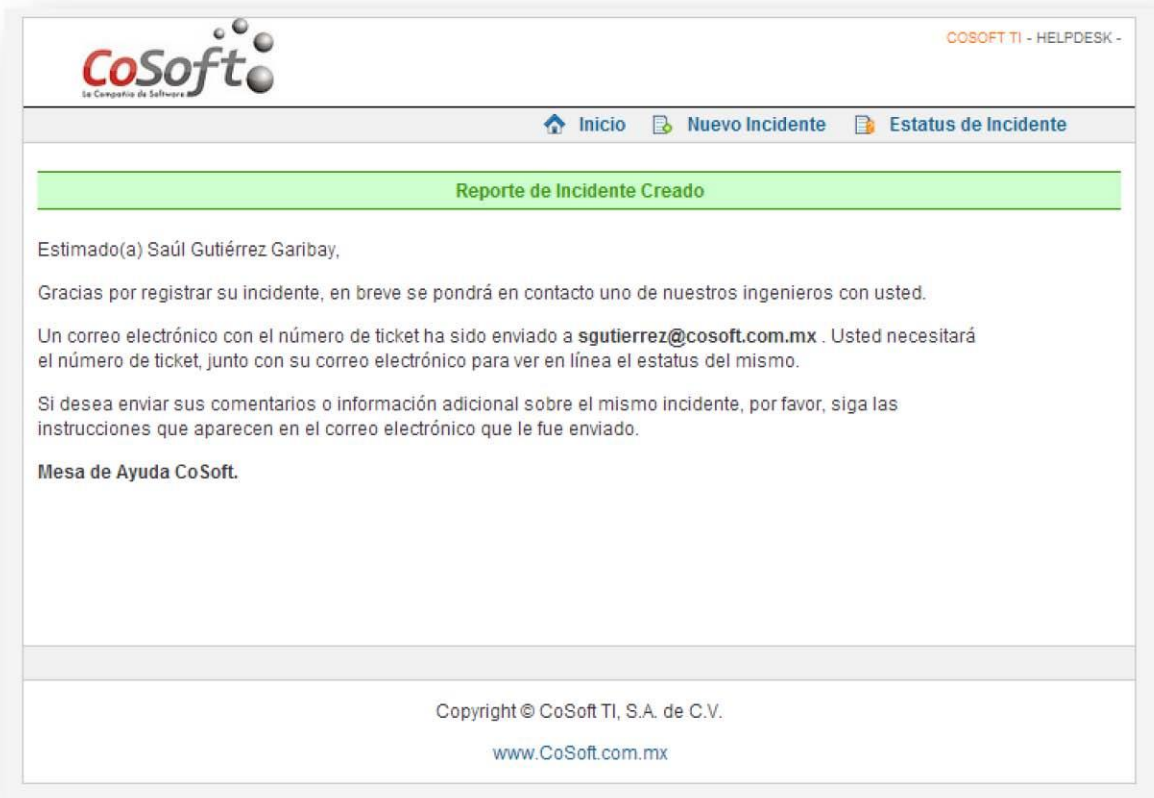 COSOFT TI - HELPDESK -
CoSoft
La Compañia de Software
Inicio Nuevo Incidente Estatus de Incidente
Reporte de Incidente Creado
Estimado(a) Saúl Gutiérrez Garibay,
Gracias por registrar su incidente, en breve se pondrá en contacto uno de nuestros ingenieros con usted.
Un correo electrónico con el número de ticket ha sido enviado a sgutierrez@cosoft.com.mx . Usted necesitará
el número de ticket, junto con su correo electrónico para ver en línea el estatus del mismo.
Si desea enviar sus comentarios o información adicional sobre el mismo incidente, por favor, siga las
instrucciones que aparecen en el correo electrónico que le fue enviado.
Mesa de Ayuda CoSoft.
Copyright © CoSoft TI, S.A. de C.V.
www.CoSoft.com.mx